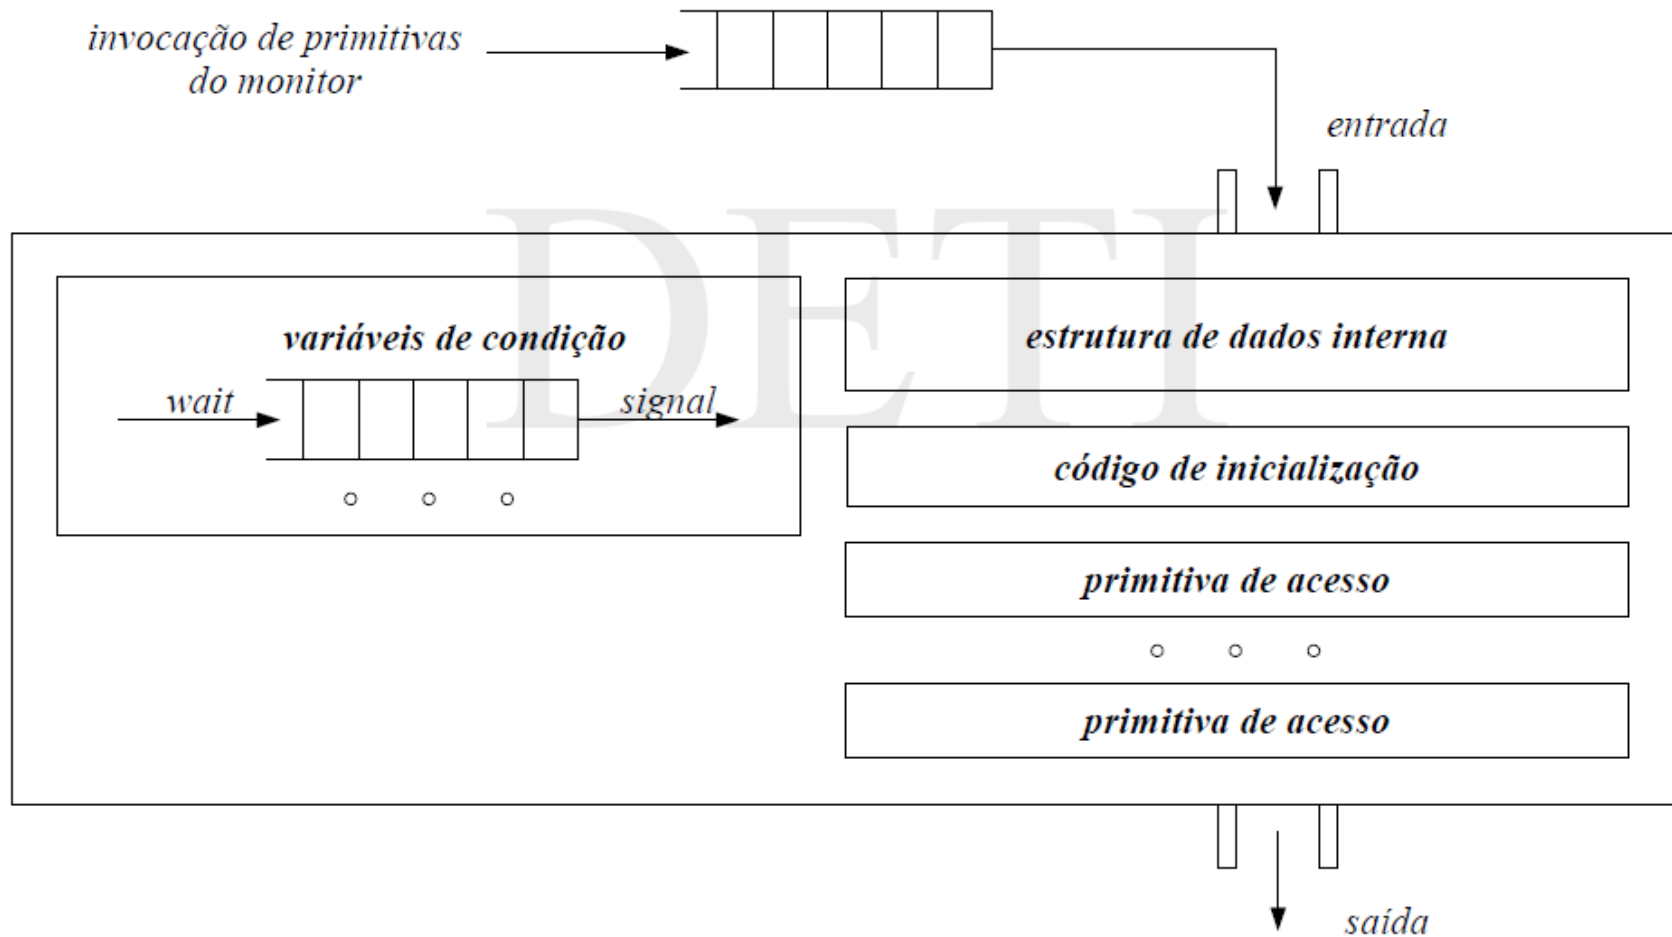 invocação de primitivas
do monitor
entrada
DETI
variáveis de condição
wait
signal
estrutura de dados interna
código de inicialização
primitiva de acesso
primitiva de acesso
saída